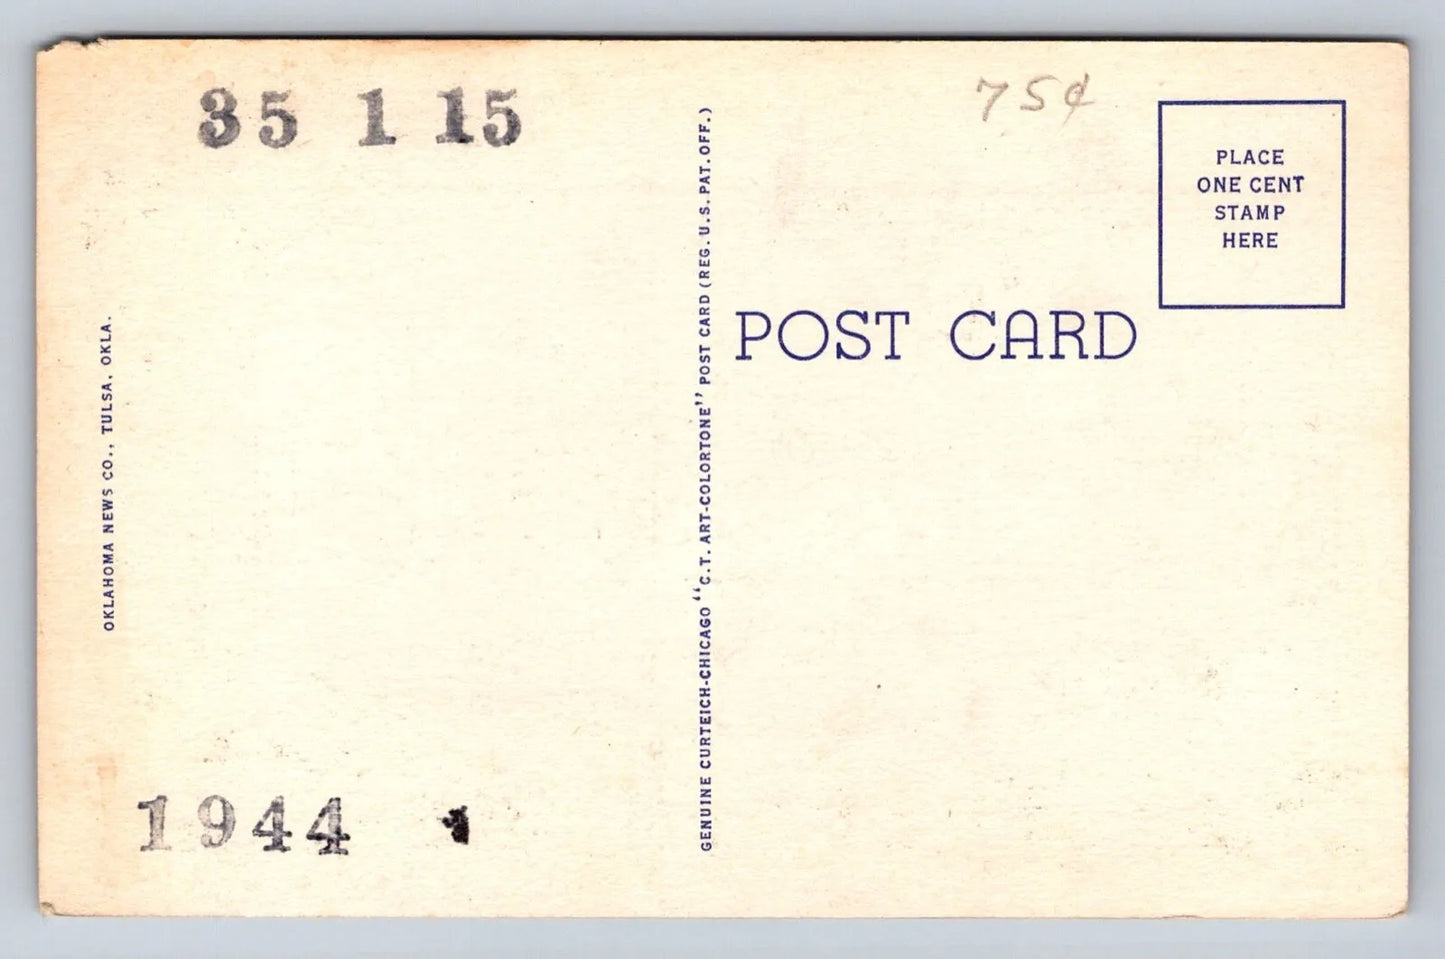 35 1 15
75¢
PLACE
ONE CENT
STAMP
HERE
POST CARD
OKLAHOMA NEWS CO., TULSA, OKLA.
GENUINE CURTEICH-CHICAGO "C.T. ART-COLORTONE" POST CARD (REG. U.S. PAT. OFF.)
1944